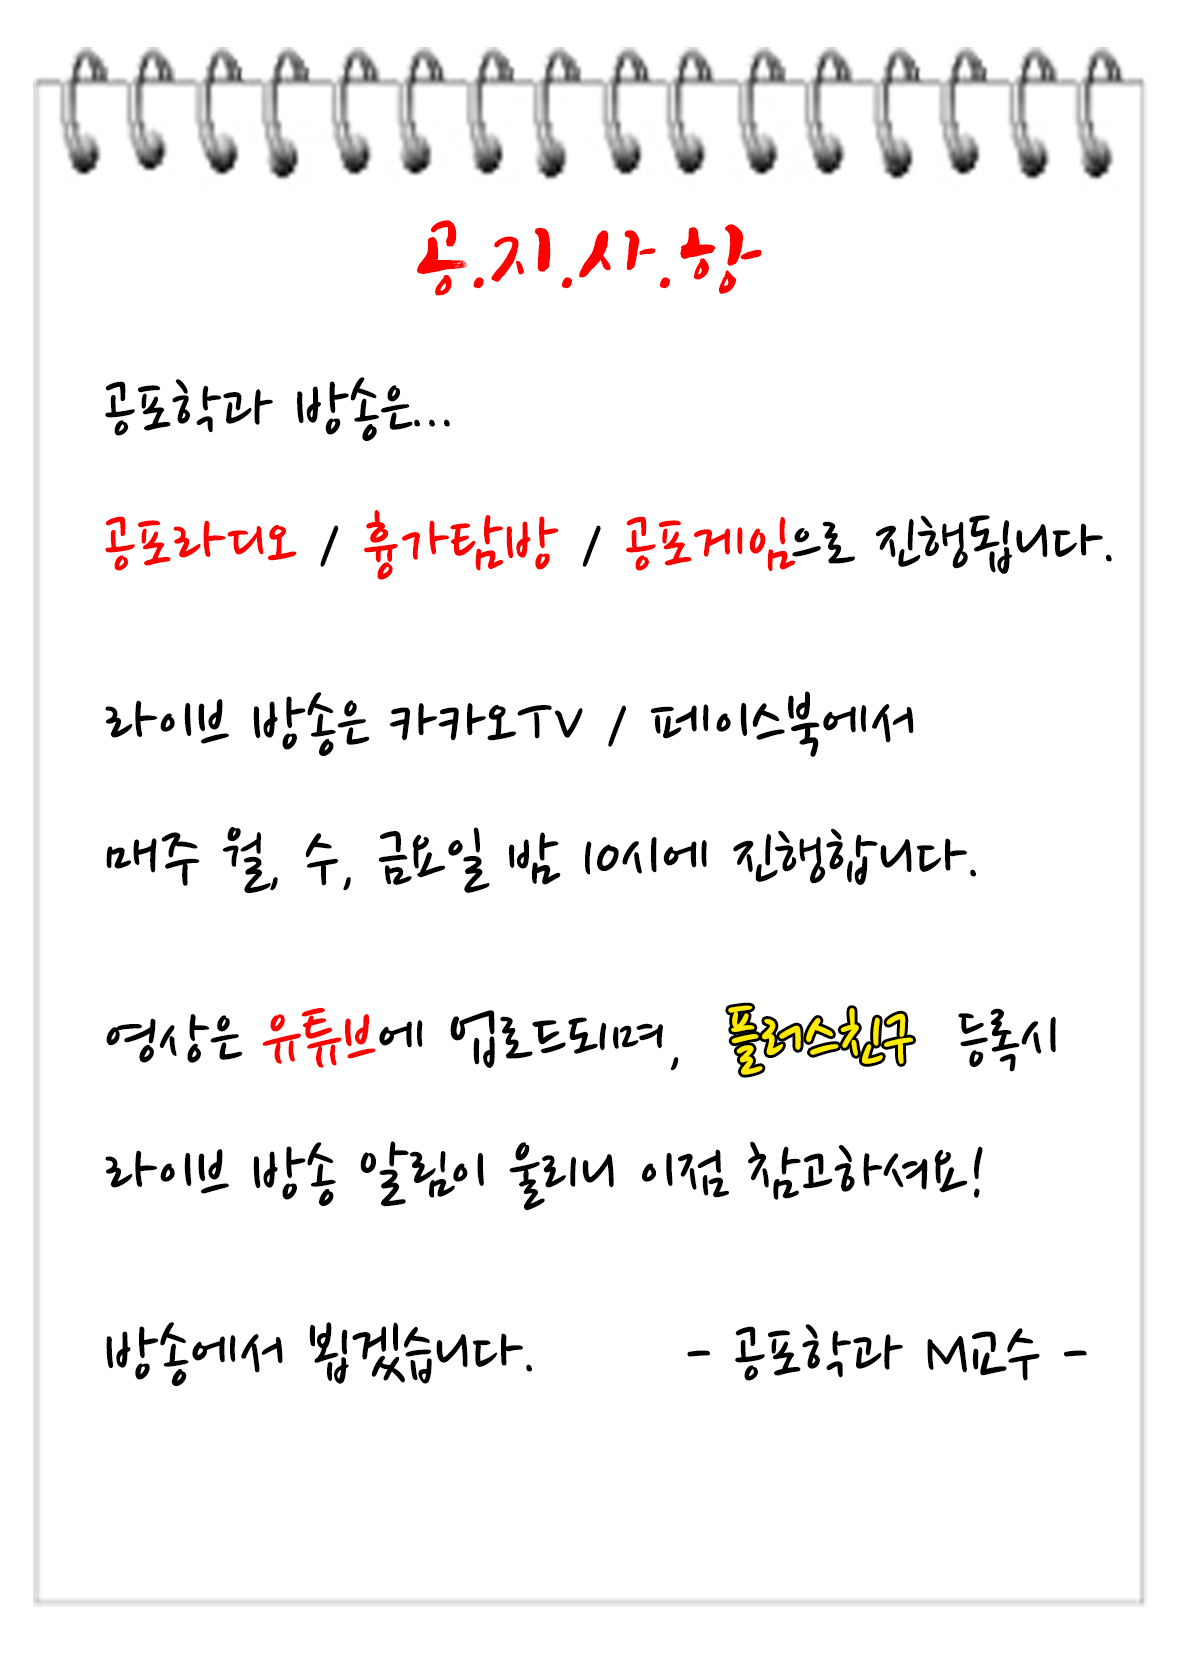 공.지.사.항
공포학과 방송은...
공포라디오 / 흉가탐방 / 공포게임으로 진행됩니다.
라이브 방송은 카카오TV / 페이스북에서
매주 월, 수, 금요일 밤 10시에 진행합니다.
영상은 유튜브에 업로드되며, 플러스친구 등록시
라이브 방송 알림이 울리니 이점 참고하셔요!
방송에서 뵙겠습니다. - 공포학과 M교수 -